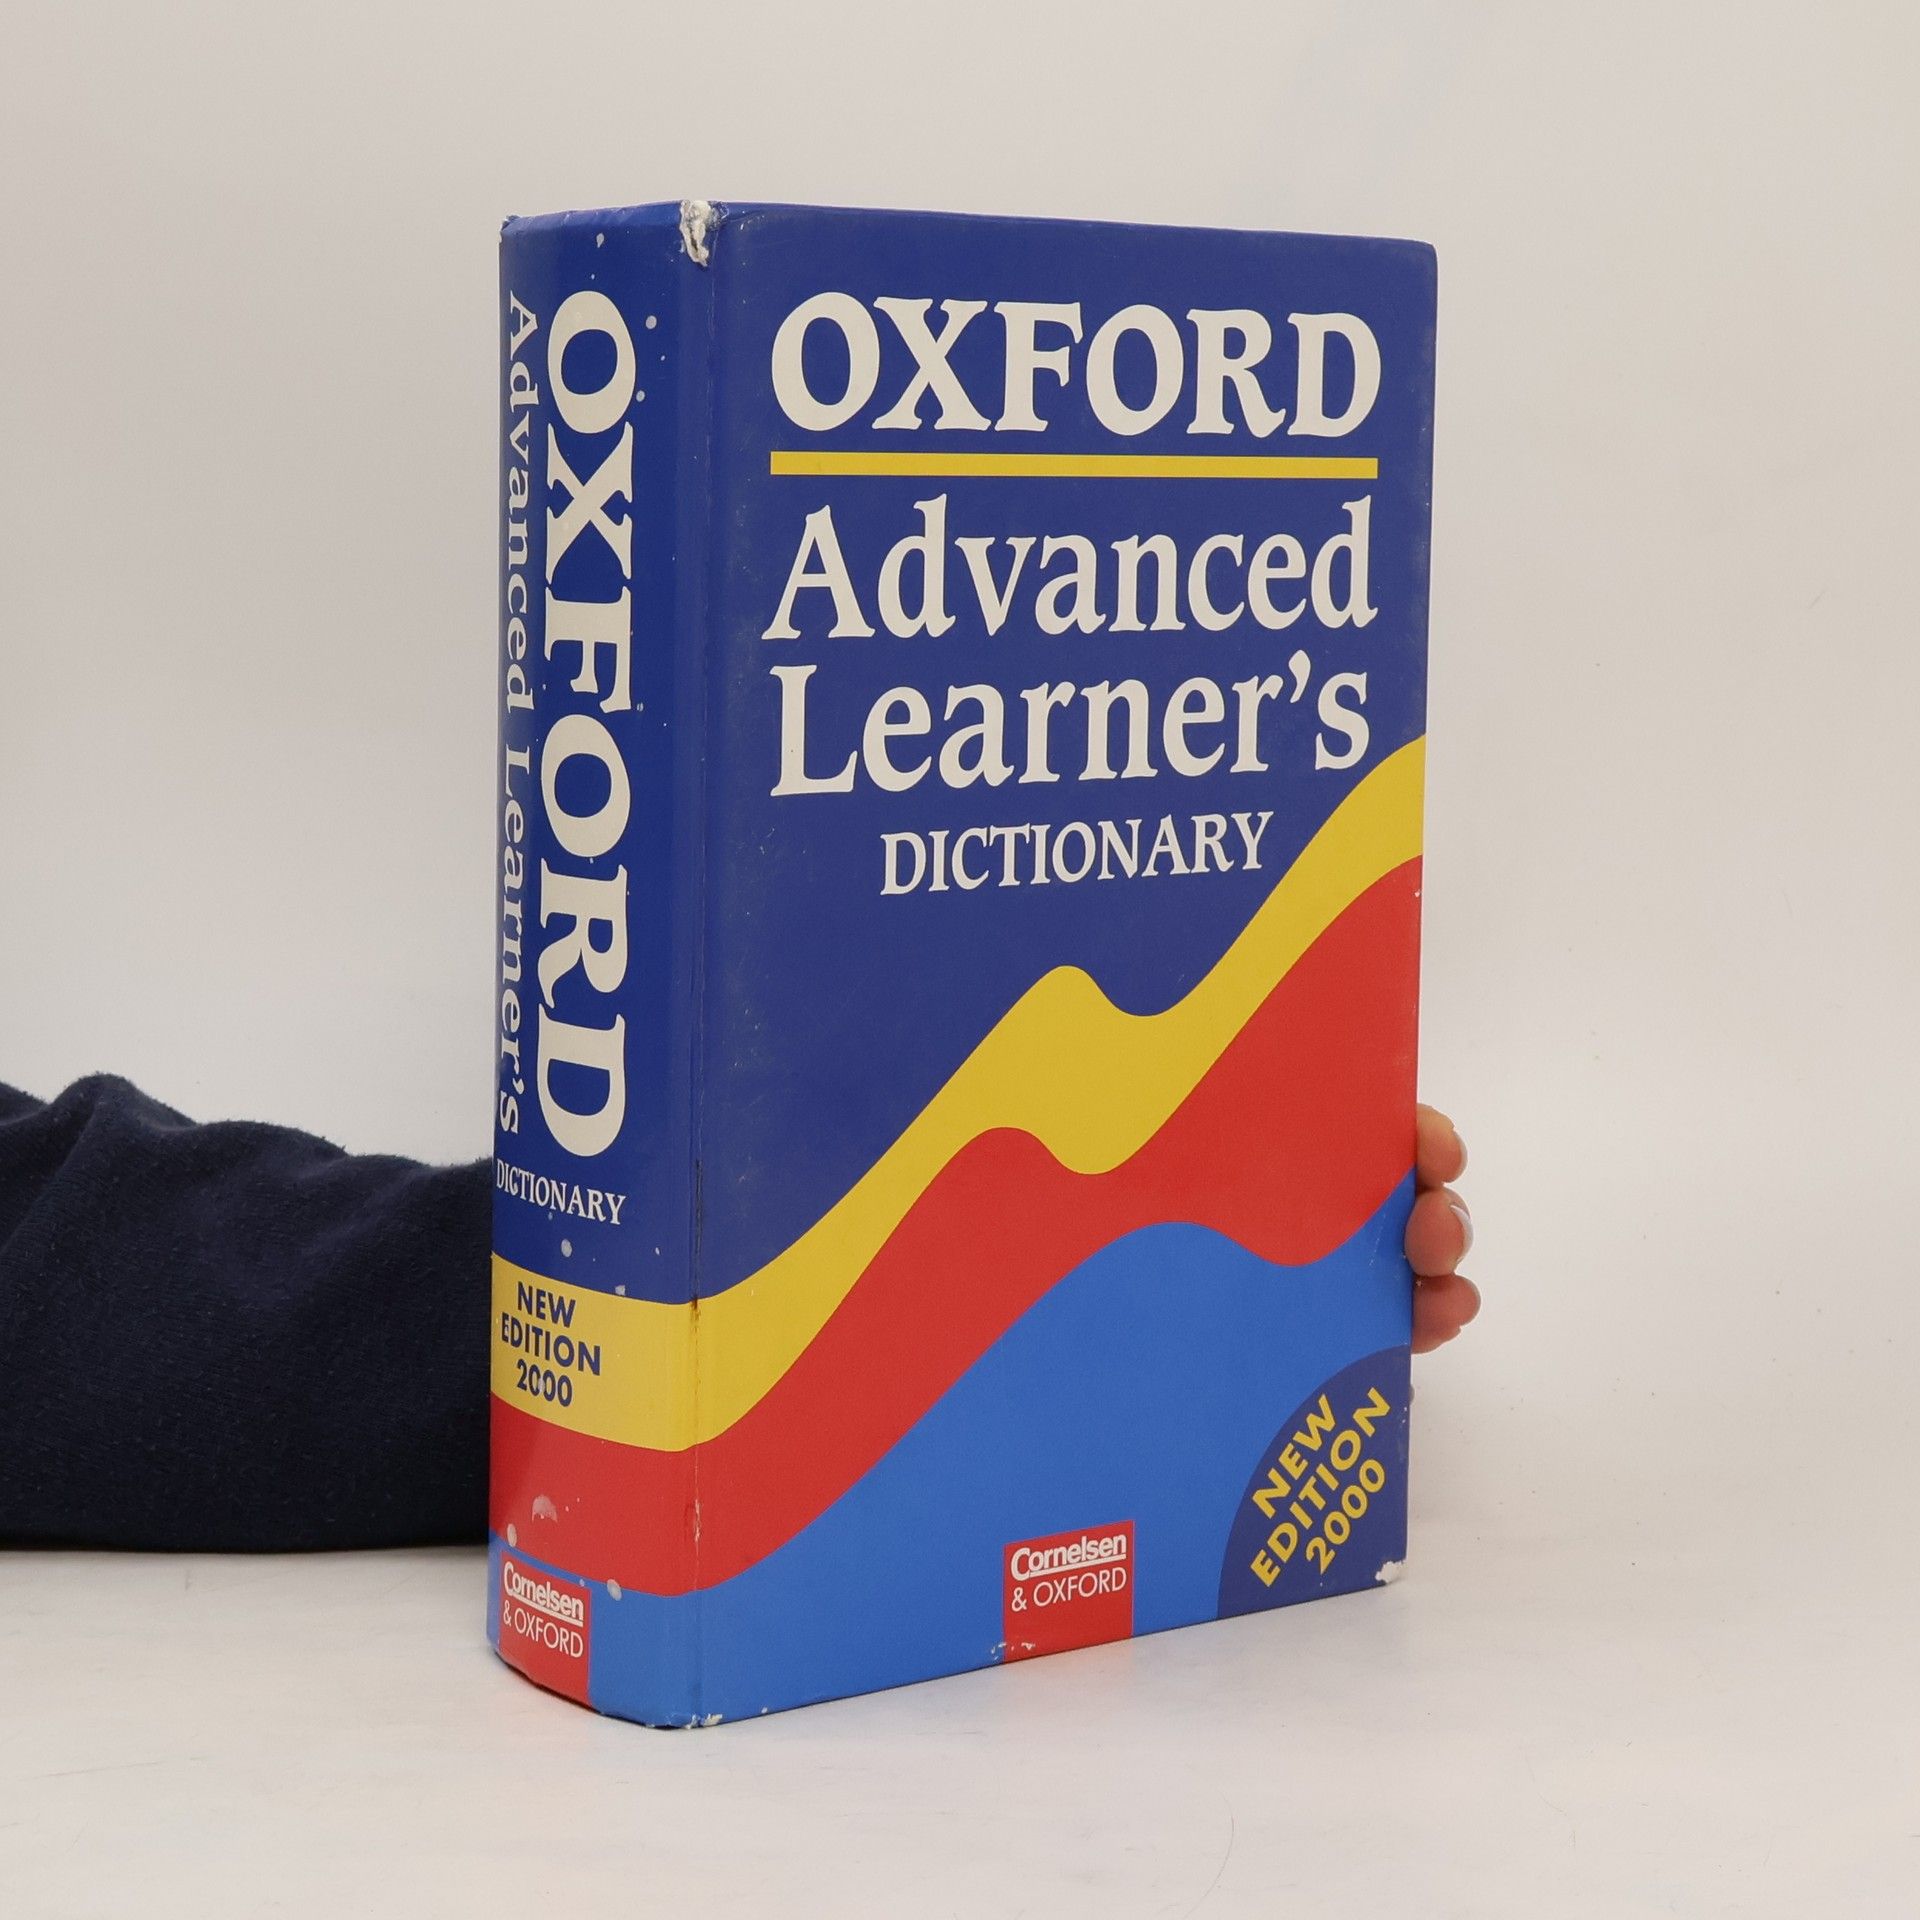 OXFORD
Advanced Learner's
DICTIONARY
NEW
EDITION
2000
Cornelsen
& OXFORD
OXFORD
Advanced
Learner's
DICTIONARY
NEW
EDITION
2000
Cornelsen
& OXFORD